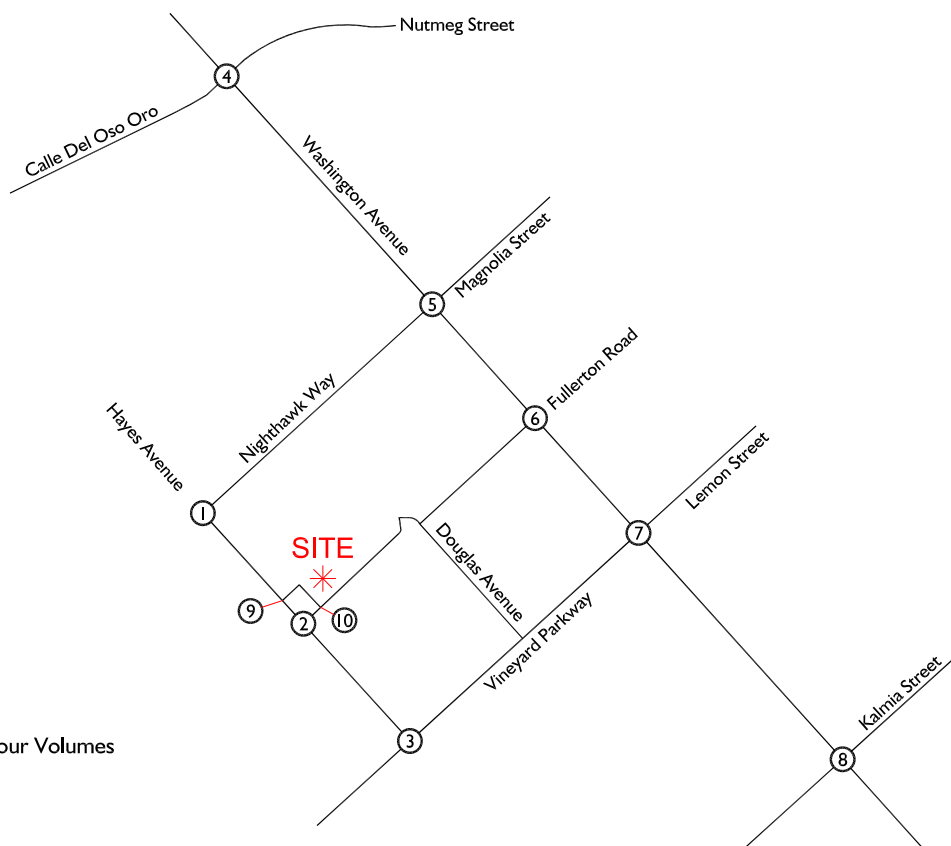 Nutmeg Street
4
Calle Del Oso Oro
Washington Avenue
Magnolia Street
5
Fullerton Road
6
Nighthawk Way
Hayes Avenue
Lemon Street
1
7
SITE
Douglas Avenue
9
2
10
Vineyard Parkway
Kalmia Street
3
our Volumes
8